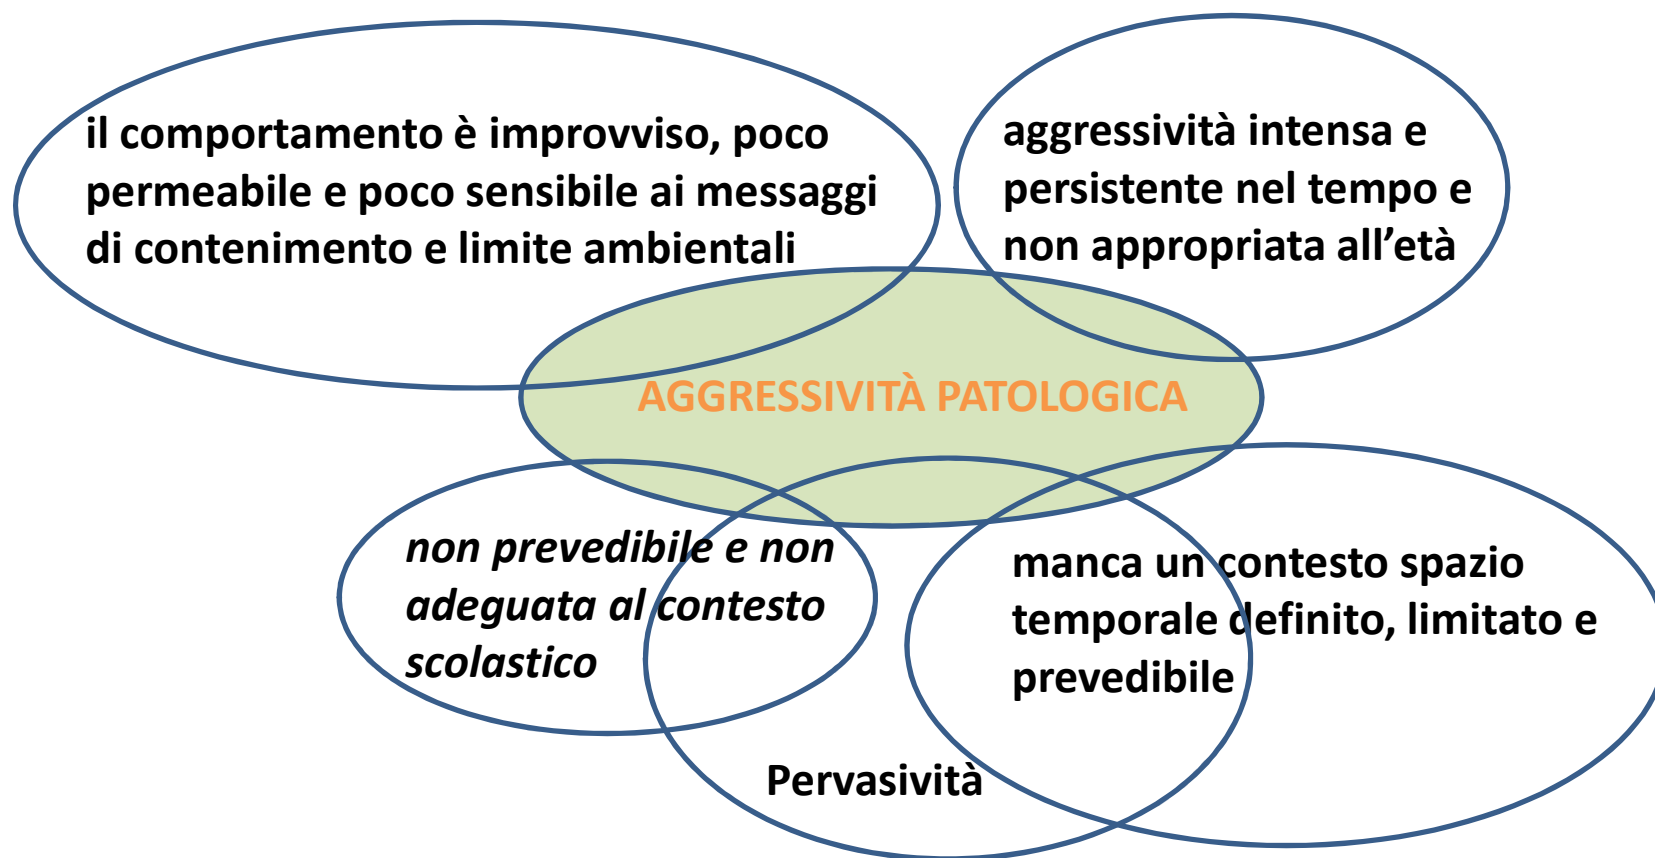 il comportamento è improvviso, poco
permeabile e poco sensibile ai messaggi
di contenimento e limite ambientali
aggressività intensa e
persistente nel tempo e
non appropriata all’età
AGGRESSIVITÀ PATOLOGICA
non prevedibile e non
adeguata al contesto
scolastico
manca un contesto spazio
temporale definito, limitato e
prevedibile
Pervasività